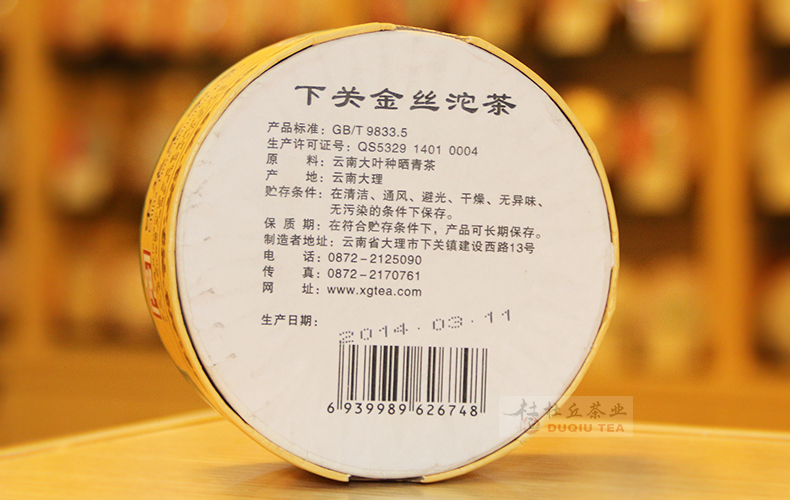 下关金丝沱茶
产品标准：GB/T 9833.5
生产许可证号：QS5329 1401 0004
原　　料：云南大叶种晒青茶
产　　地：云南大理
贮存条件：在清洁、通风、避光、干燥、无异味、
无污染的条件下保存。
保 质 期：在符合贮存条件下，产品可长期保存。
制造者地址：云南省大理市下关镇建设西路13号
电　　话：0872-2125090
传　　真：0872-2170761
网　　址：www.xgtea.com
生产日期：
2014·03·11
6 939989 626748
杜丘茶业
DUQIU TEA